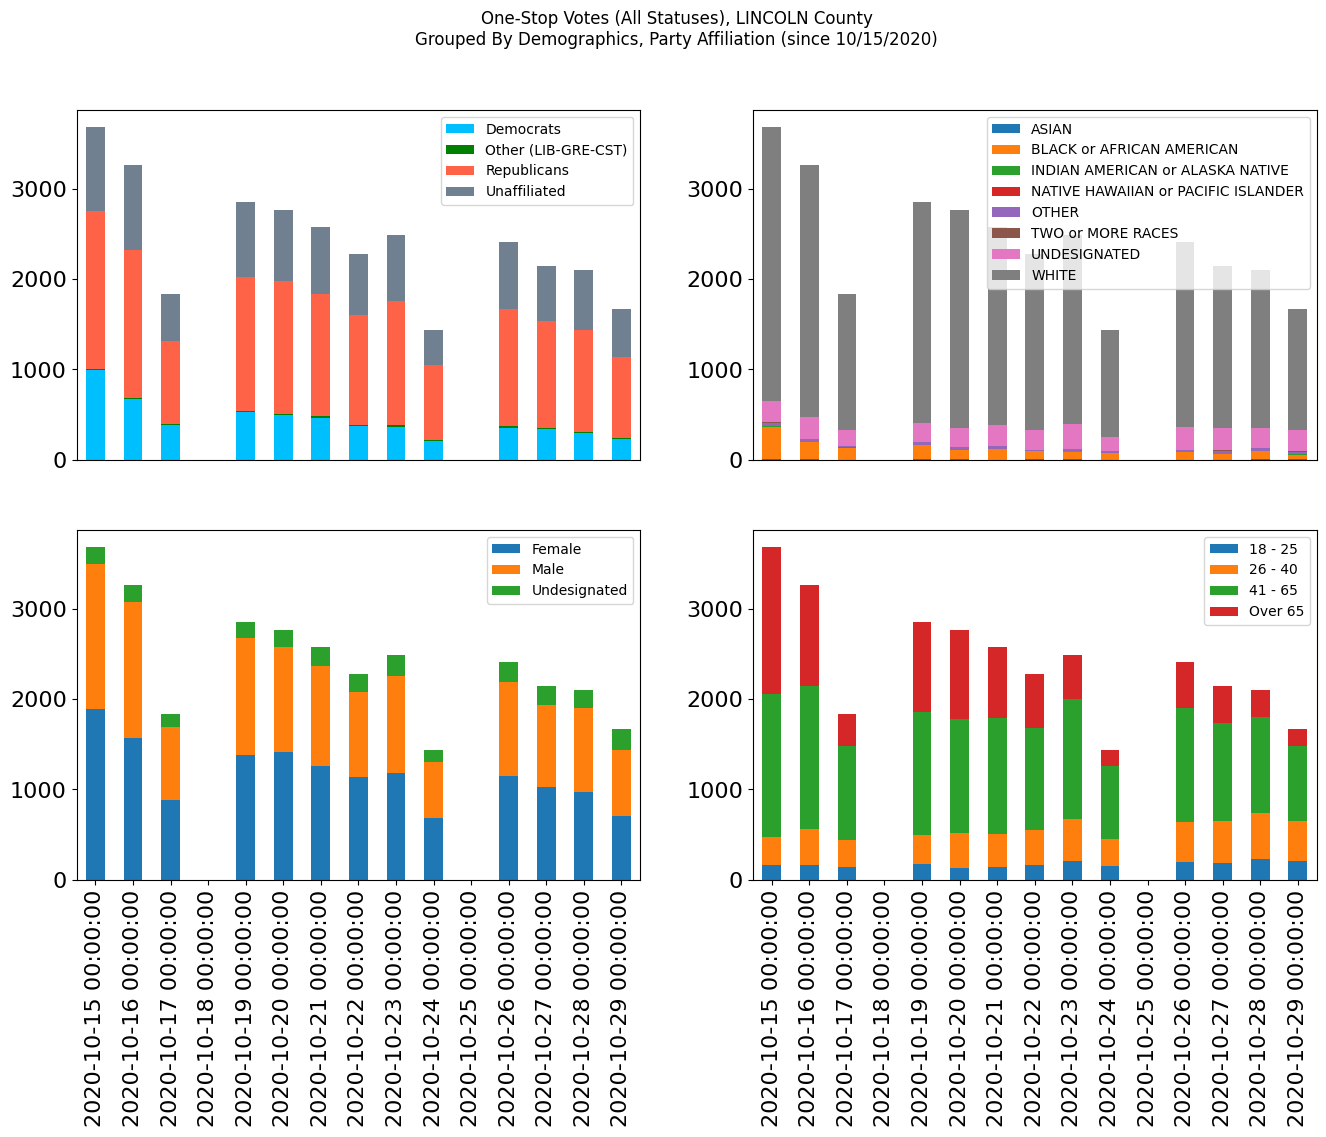 One-Stop Votes (All Statuses), LINCOLN County
Grouped By Demographics, Party Affiliation (since 10/15/2020)
3000
2000
1000
0
Democrats
Other (LIB-GRE-CST)
Republicans
Unaffiliated
3000
2000
1000
0
ASIAN
BLACK or AFRICAN AMERICAN
INDIAN AMERICAN or ALASKA NATIVE
NATIVE HAWAIIAN or PACIFIC ISLANDER
OTHER
TWO or MORE RACES
UNDESIGNATED
WHITE
3000
2000
1000
0
Female
Male
Undesignated
2020-10-15 00:00:00
2020-10-16 00:00:00
2020-10-17 00:00:00
2020-10-18 00:00:00
2020-10-19 00:00:00
2020-10-20 00:00:00
2020-10-21 00:00:00
2020-10-22 00:00:00
2020-10-23 00:00:00
2020-10-24 00:00:00
2020-10-25 00:00:00
2020-10-26 00:00:00
2020-10-27 00:00:00
2020-10-28 00:00:00
2020-10-29 00:00:00
3000
2000
1000
0
18 - 25
26 - 40
41 - 65
Over 65
2020-10-15 00:00:00
2020-10-16 00:00:00
2020-10-17 00:00:00
2020-10-18 00:00:00
2020-10-19 00:00:00
2020-10-20 00:00:00
2020-10-21 00:00:00
2020-10-22 00:00:00
2020-10-23 00:00:00
2020-10-24 00:00:00
2020-10-25 00:00:00
2020-10-26 00:00:00
2020-10-27 00:00:00
2020-10-28 00:00:00
2020-10-29 00:00:00